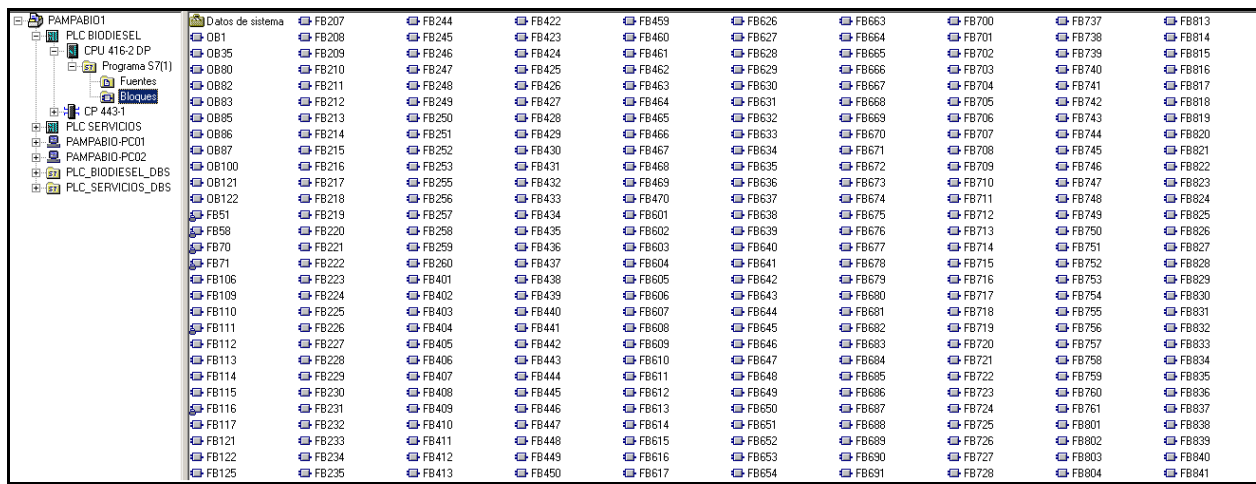 PAMPABIO1
PLC BIODIESEL
CPU 416-2 DP
Programa S7(1)
Fuentes
Bloques
CP 443-1
PLC SERVICIOS
PAMPABIO-PC01
PAMPABIO-PC02
PLC_BIODIESEL_DBS
PLC_SERVICIOS_DBS
Datos de sistema FB207 FB244 FB422 FB459 FB626 FB663 FB700 FB737 FB813
OB1 FB208 FB245 FB423 FB460 FB627 FB664 FB701 FB738 FB814
OB35 FB209 FB246 FB424 FB461 FB628 FB665 FB702 FB739 FB815
OB80 FB210 FB247 FB425 FB462 FB629 FB666 FB703 FB740 FB816
OB82 FB211 FB248 FB426 FB463 FB630 FB667 FB704 FB741 FB817
OB83 FB212 FB249 FB427 FB464 FB631 FB668 FB705 FB742 FB818
OB85 FB213 FB250 FB428 FB465 FB632 FB669 FB706 FB743 FB819
OB86 FB214 FB251 FB429 FB466 FB633 FB670 FB707 FB744 FB820
OB87 FB215 FB252 FB430 FB467 FB634 FB671 FB708 FB745 FB821
OB100 FB216 FB253 FB431 FB468 FB635 FB672 FB709 FB746 FB822
OB121 FB217 FB255 FB432 FB469 FB636 FB673 FB710 FB747 FB823
OB122 FB218 FB256 FB433 FB470 FB637 FB674 FB711 FB748 FB824
FB51 FB219 FB257 FB434 FB601 FB638 FB675 FB712 FB749 FB825
FB58 FB220 FB258 FB435 FB602 FB639 FB676 FB713 FB750 FB826
FB70 FB221 FB259 FB436 FB603 FB640 FB677 FB714 FB751 FB827
FB71 FB222 FB260 FB437 FB604 FB641 FB678 FB715 FB752 FB828
FB106 FB223 FB401 FB438 FB605 FB642 FB679 FB716 FB753 FB829
FB109 FB224 FB402 FB439 FB606 FB643 FB680 FB717 FB754 FB830
FB110 FB225 FB403 FB440 FB607 FB644 FB681 FB718 FB755 FB831
FB111 FB226 FB404 FB441 FB608 FB645 FB682 FB719 FB756 FB832
FB112 FB227 FB405 FB442 FB609 FB646 FB683 FB720 FB757 FB833
FB113 FB228 FB406 FB443 FB610 FB647 FB684 FB721 FB758 FB834
FB114 FB229 FB407 FB444 FB611 FB648 FB685 FB722 FB759 FB835
FB115 FB230 FB408 FB445 FB612 FB649 FB686 FB723 FB760 FB836
FB116 FB231 FB409 FB446 FB613 FB650 FB687 FB724 FB761 FB837
FB117 FB232 FB410 FB447 FB614 FB651 FB688 FB725 FB801 FB838
FB121 FB233 FB411 FB448 FB615 FB652 FB689 FB726 FB802 FB839
FB122 FB234 FB412 FB449 FB616 FB653 FB690 FB727 FB803 FB840
FB125 FB235 FB413 FB450 FB617 FB654 FB691 FB728 FB804 FB841